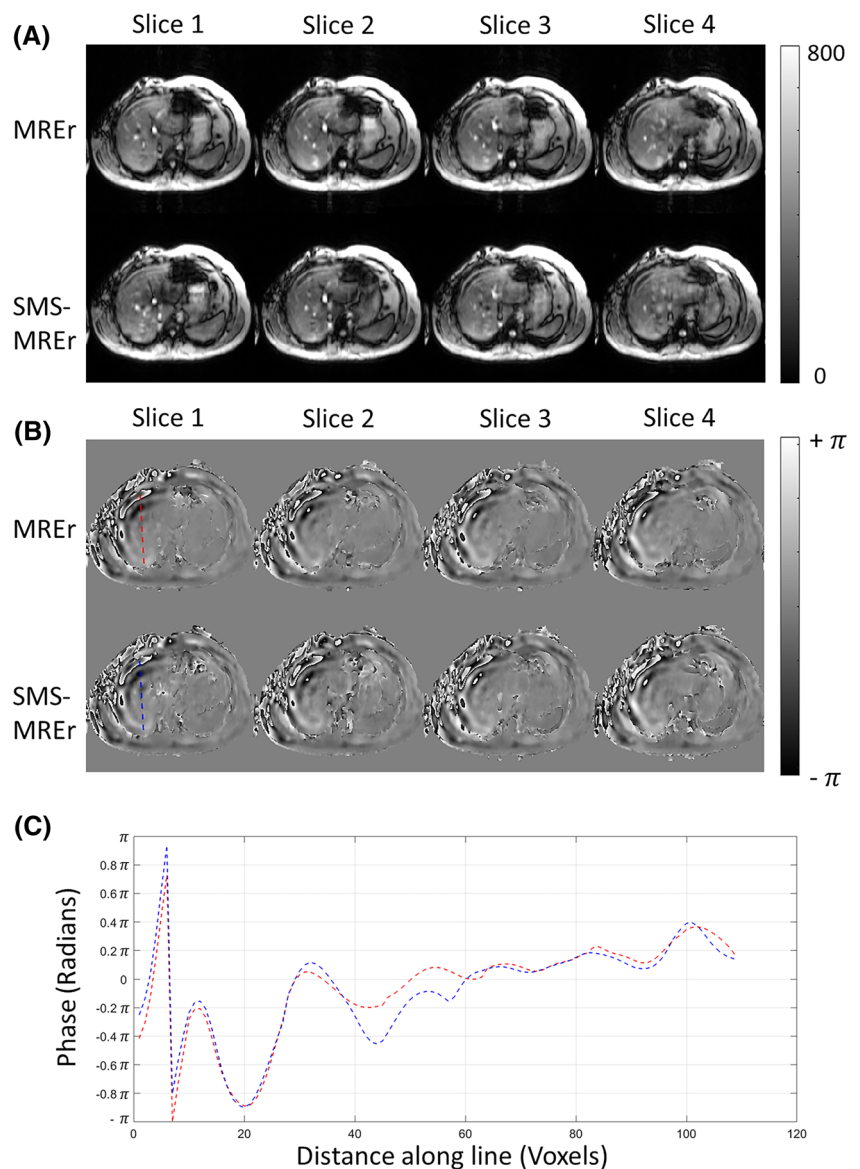 (A)
Slice 1 Slice 2 Slice 3 Slice 4
MREr
SMS-
MREr
800
0
(B)
Slice 1 Slice 2 Slice 3 Slice 4
MREr
SMS-
MREr
+ π
- π
(C)
π
0.8 π
0.6 π
0.4 π
0.2 π
0
-0.2 π
-0.4 π
-0.6 π
-0.8 π
- π
Phase (Radians)
0 20 40 60 80 100 120
Distance along line (Voxels)